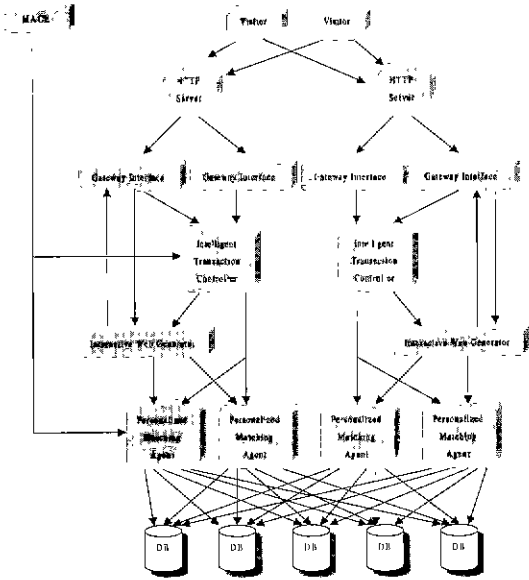 IMAGE
Visitor Visitor
HTTP
Server
HTTP
Server
Gateway Interface Gateway Interface Gateway Interface Gateway Interface
Intelligent
Transaction
Controller
Intelligent
Transaction
Controller
Interactive Web Generator Interactive Web Generator
Personalized
Matching
Agent
Personalized
Matching
Agent
Personalized
Matching
Agent
Personalized
Matching
Agent
DB DB DB DB DB